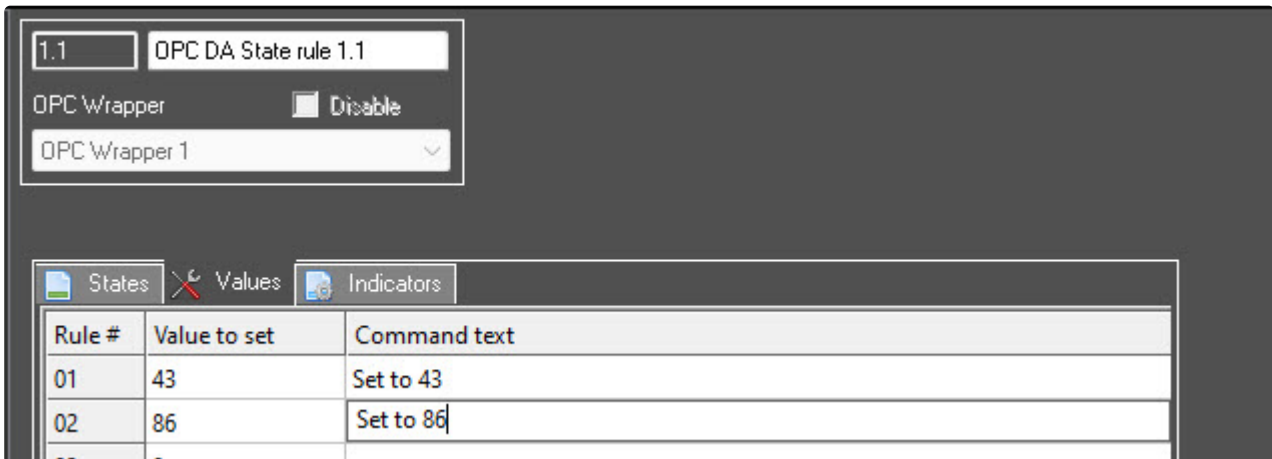 1.1 OPC DA State rule 1.1
OPC Wrapper Disable
OPC Wrapper 1
States Values Indicators
Rule # Value to set Command text
01 43 Set to 43
02 86 Set to 86